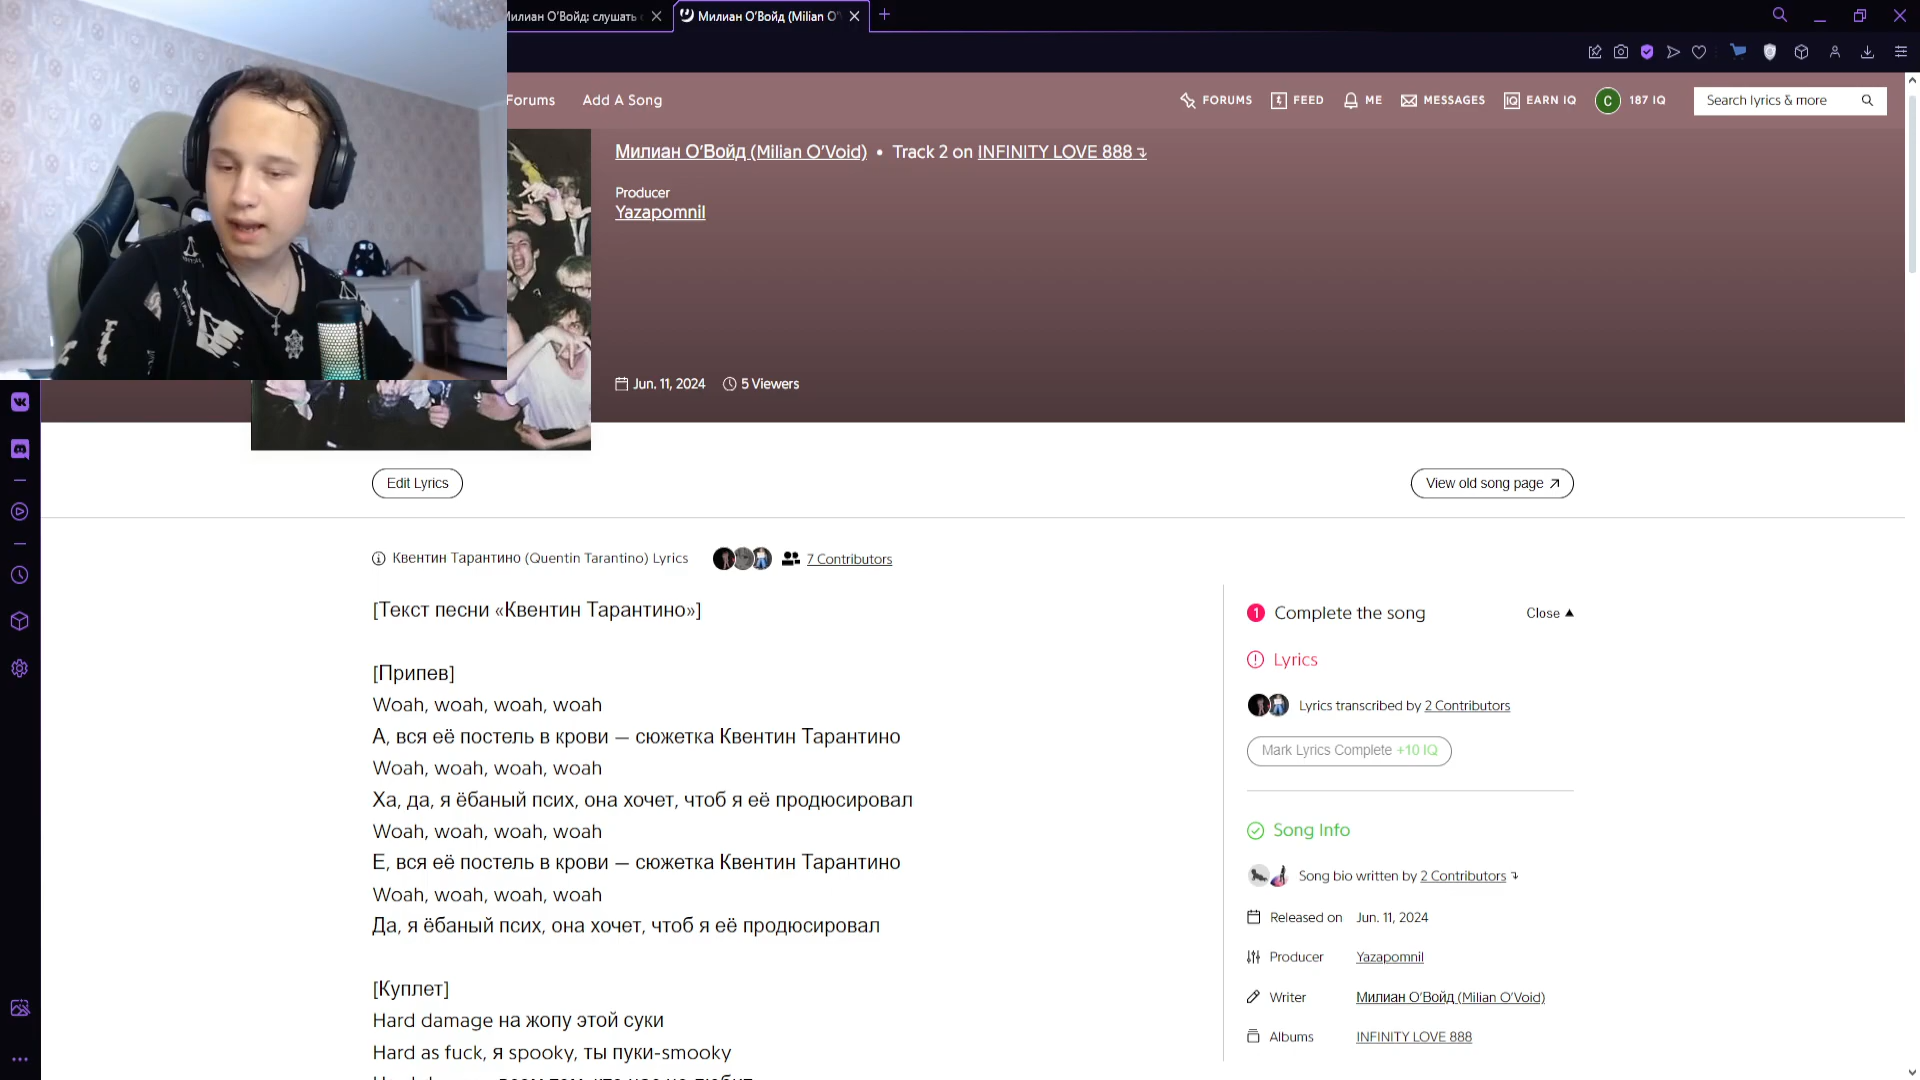 Милиан О'Войд: слушать
Милиан О'Войд (Milian O'
Forums
Add A Song
FORUMS
FEED
ME
MESSAGES
EARN IQ
C
187 IQ
Search lyrics & more
Милиан О'Войд (Milian O'Void) • Track 2 on INFINITY LOVE 888
Producer
Yazapomnil
Jun. 11, 2024
5 Viewers
Edit Lyrics
View old song page
Квентин Тарантино (Quentin Tarantino) Lyrics
7 Contributors
[Текст песни «Квентин Тарантино»]
[Припев]
Woah, woah, woah, woah
А, вся её постель в крови — сюжетка Квентин Тарантино
Woah, woah, woah, woah
Ха, да, я ёбаный псих, она хочет, чтоб я её продюсировал
Woah, woah, woah, woah
Е, вся её постель в крови — сюжетка Квентин Тарантино
Woah, woah, woah, woah
Да, я ёбаный псих, она хочет, чтоб я её продюсировал
[Куплет]
Hard damage на жопу этой суки
Hard as fuck, я spooky, ты пуки-smooky
1 Complete the song
Close
Lyrics
Lyrics transcribed by 2 Contributors
Mark Lyrics Complete +10 IQ
Song Info
Song bio written by 2 Contributors
Released on Jun. 11, 2024
Producer Yazapomnil
Writer Милиан О'Войд (Milian O'Void)
Albums INFINITY LOVE 888